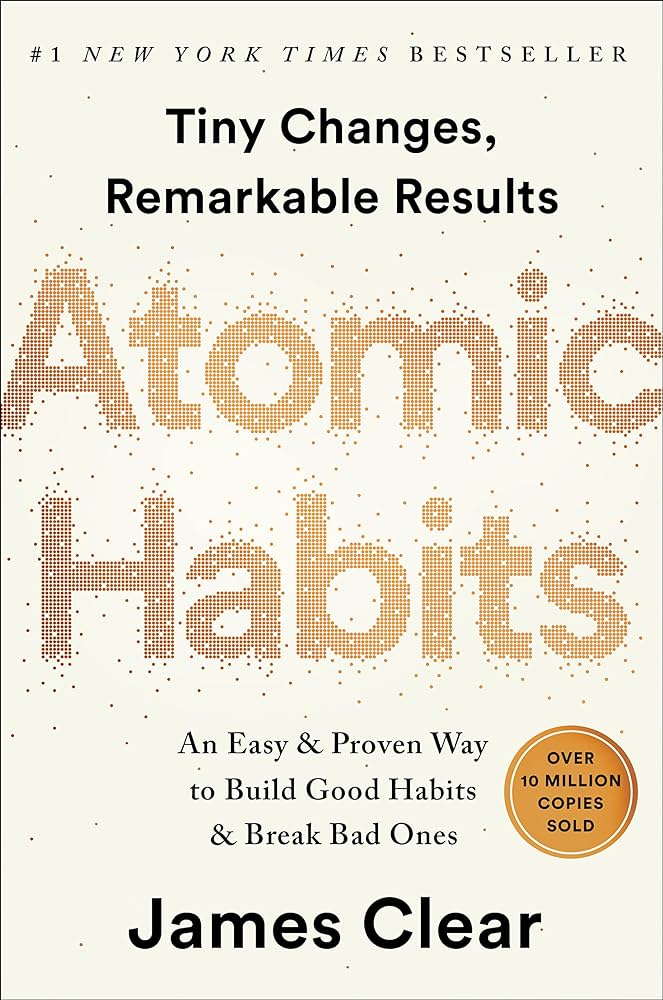 #1 NEW YORK TIMES BESTSELLER
Tiny Changes,
Remarkable Results
Atomic
Habits
An Easy & Proven Way
to Build Good Habits
& Break Bad Ones
OVER
10 MILLION
COPIES
SOLD
James Clear